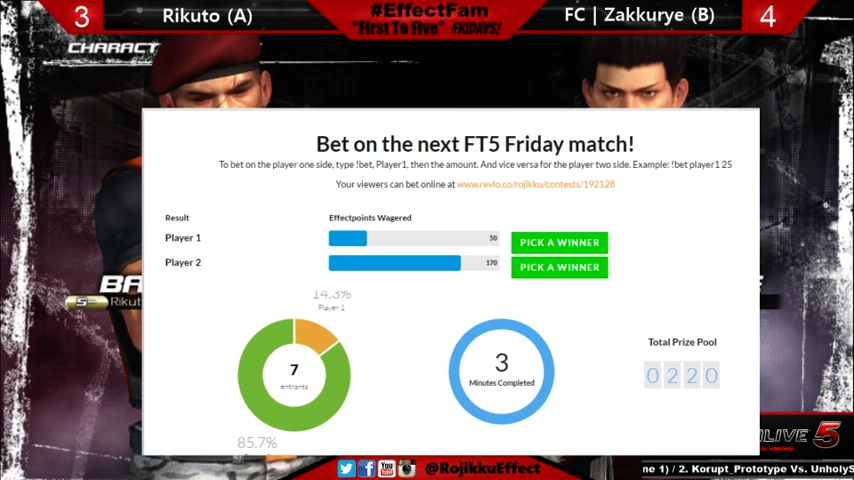 3 Rikuto (A) #EffectFam FC | Zakkurye (B) 4
"First To Five" FRIDAYS!
CHARACT
Bet on the next FT5 Friday match!
To bet on the player one side, type !bet, Player1, then the amount. And vice versa for the player two side. Example: !bet player1 25
Your viewers can bet online at www.revlo.co/rojikku/contests/192128
Result Effectpoints Wagered
Player 1 50 PICK A WINNER
Player 2 170 PICK A WINNER
BA
Rikut
14.3%
Player 1
7
entrants
85.7%
3
Minutes Completed
Total Prize Pool
0220
LIVE 5
@RojikkuEffect
ne 1) / 2. Korupt_Prototype Vs. UnholyS